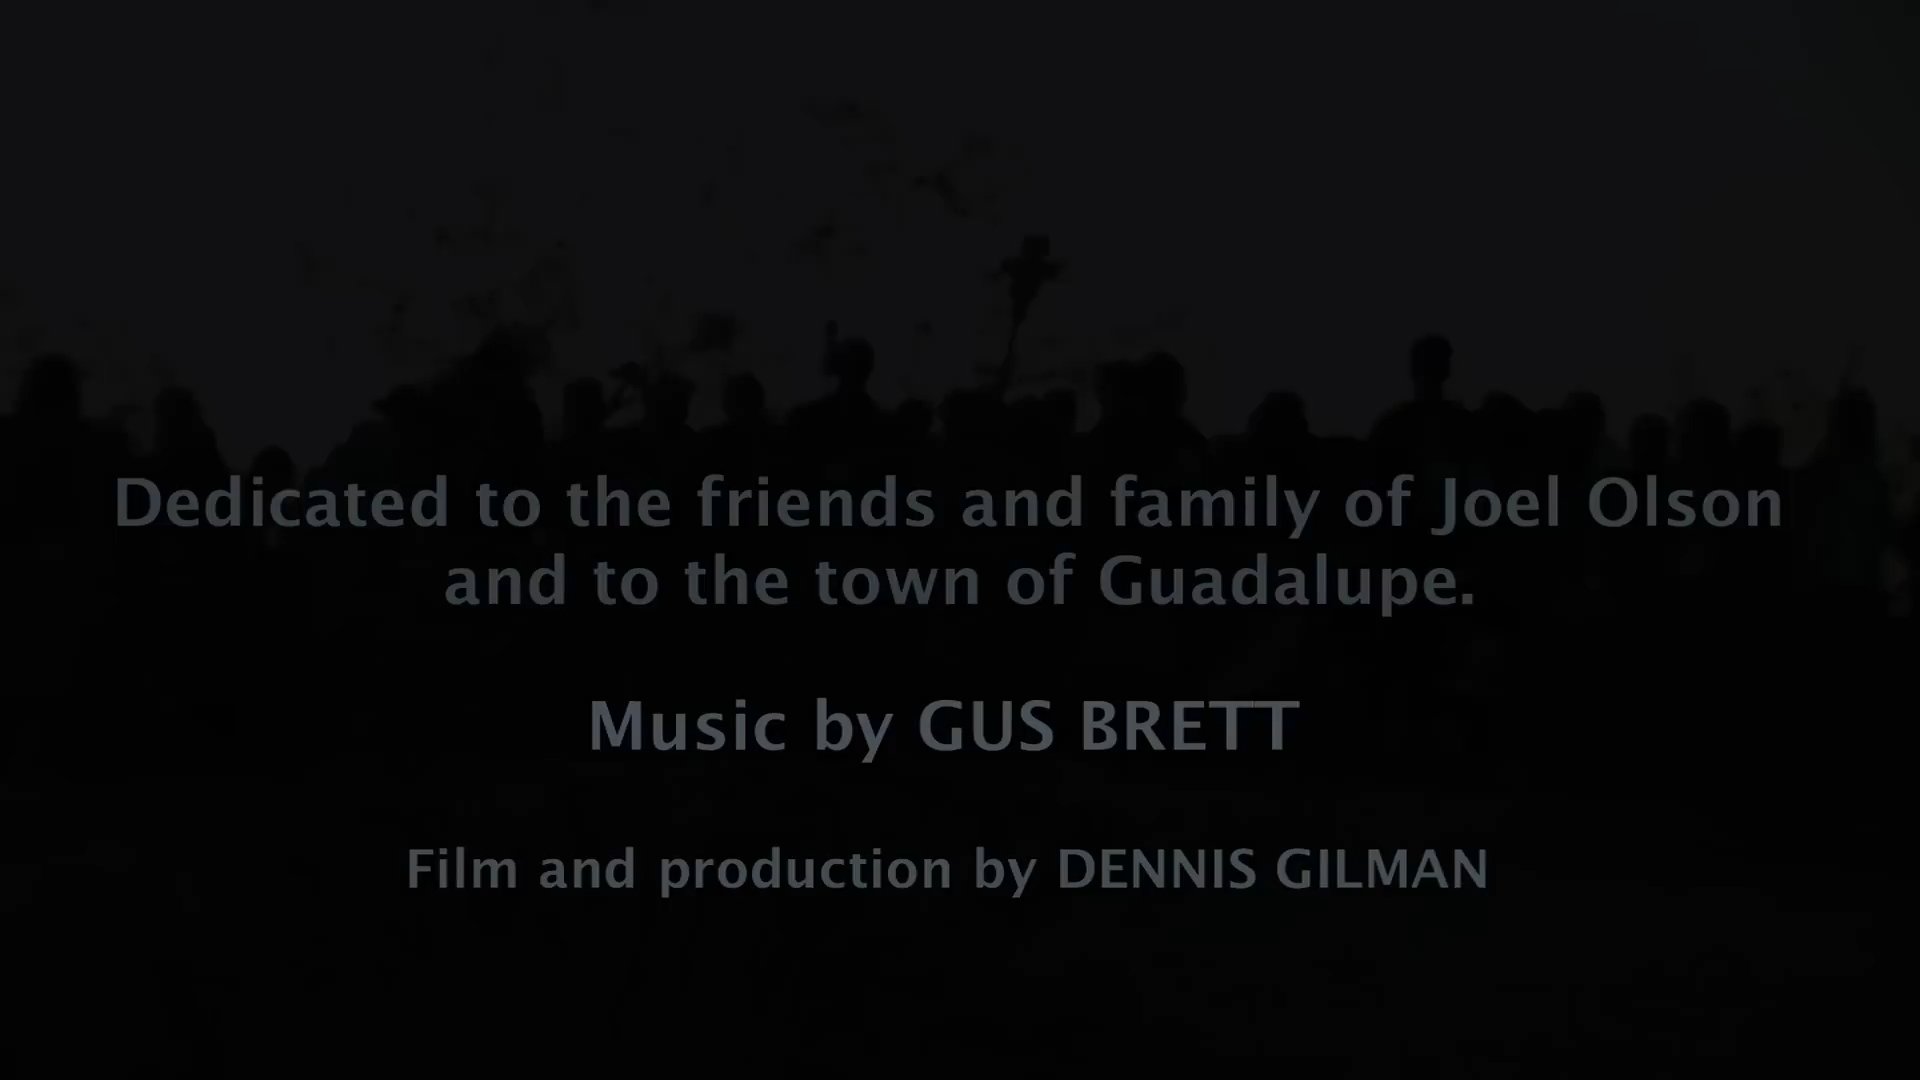 Dedicated to the friends and family of Joel Olson
and to the town of Guadalupe.
Music by GUS BRETT
Film and production by DENNIS GILMAN